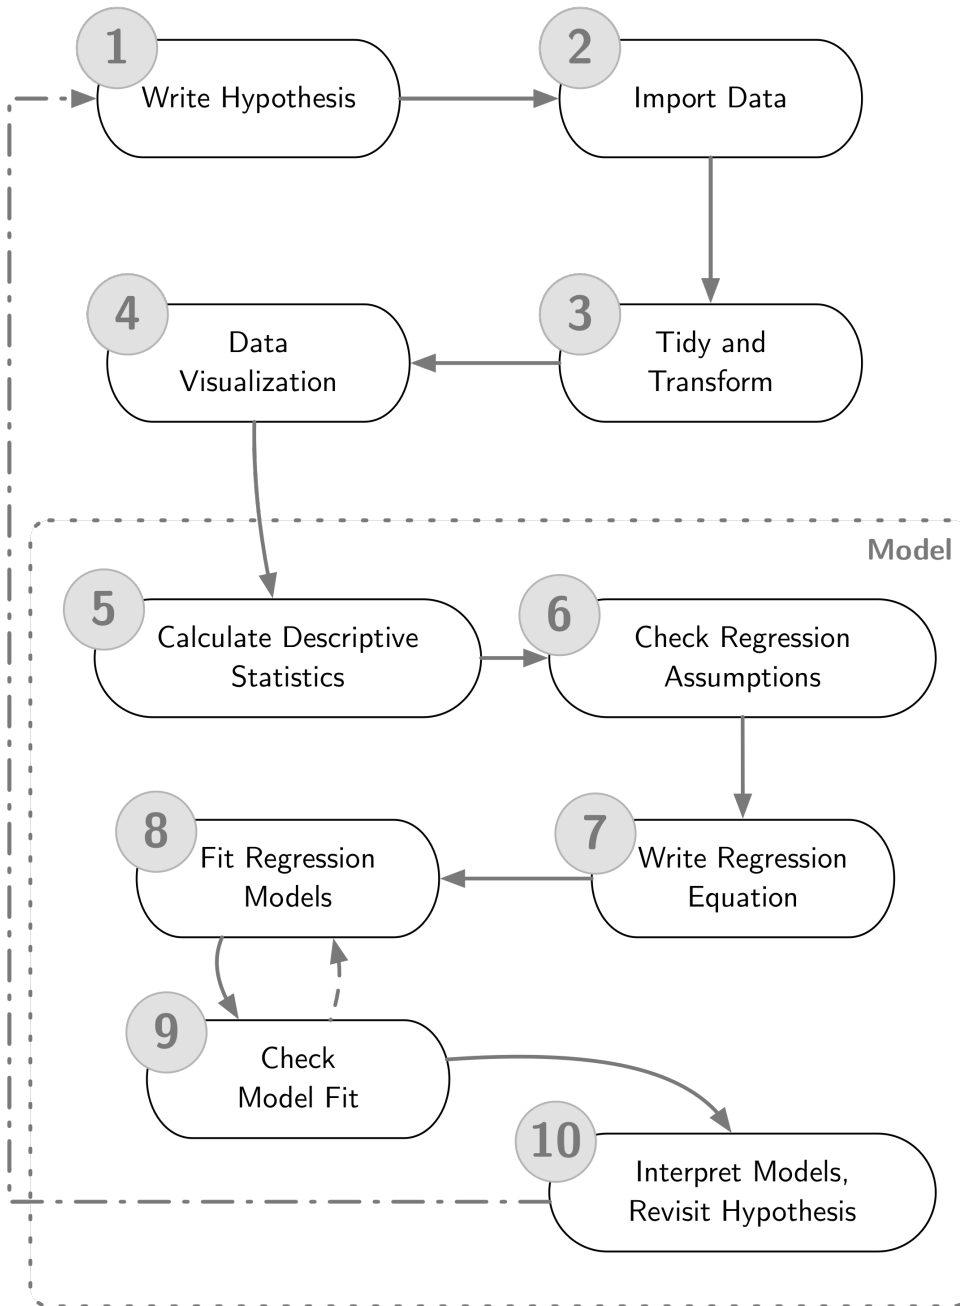 1
Write Hypothesis
2
Import Data
3
Tidy and
Transform
4
Data
Visualization
Model
5
Calculate Descriptive
Statistics
6
Check Regression
Assumptions
7
Write Regression
Equation
8
Fit Regression
Models
9
Check
Model Fit
10
Interpret Models,
Revisit Hypothesis